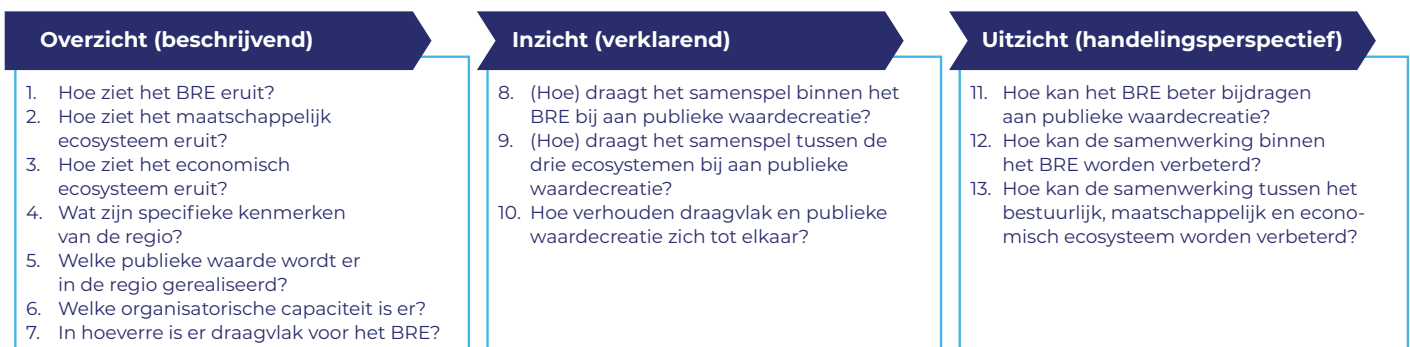 Overzicht (beschrijvend)
1. Hoe ziet het BRE eruit?
2. Hoe ziet het maatschappelijk
ecosysteem eruit?
3. Hoe ziet het economisch
ecosysteem eruit?
4. Wat zijn specifieke kenmerken
van de regio?
5. Welke publieke waarde wordt er
in de regio gerealiseerd?
6. Welke organisatorische capaciteit is er?
7. In hoeverre is er draagvlak voor het BRE?
Inzicht (verklarend)
8. (Hoe) draagt het samenspel binnen het
BRE bij aan publieke waardecreatie?
9. (Hoe) draagt het samenspel tussen de
drie ecosystemen bij aan publieke
waardecreatie?
10. Hoe verhouden draagvlak en publieke
waardecreatie zich tot elkaar?
Uitzicht (handelingsperspectief)
11. Hoe kan het BRE beter bijdragen
aan publieke waardecreatie?
12. Hoe kan de samenwerking binnen
het BRE worden verbeterd?
13. Hoe kan de samenwerking tussen het
bestuurlijk, maatschappelijk en econo-
misch ecosysteem worden verbeterd?